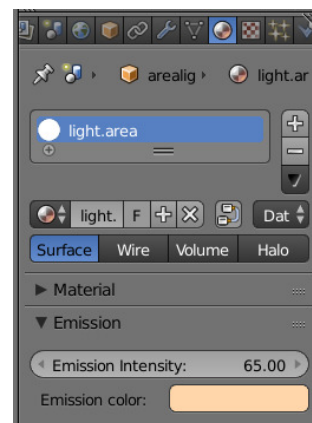 arealig light.ar
light.area
light. F Dat
Surface Wire Volume Halo
Material
Emission
Emission Intensity: 65.00
Emission color: